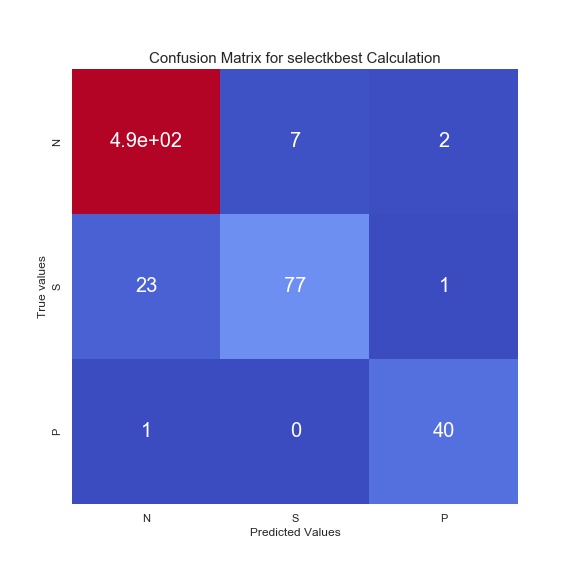 Confusion Matrix for selectkbest Calculation
N
4.9e+02 7 2
True values
S
23 77 1
P
1 0 40
N S P
Predicted Values